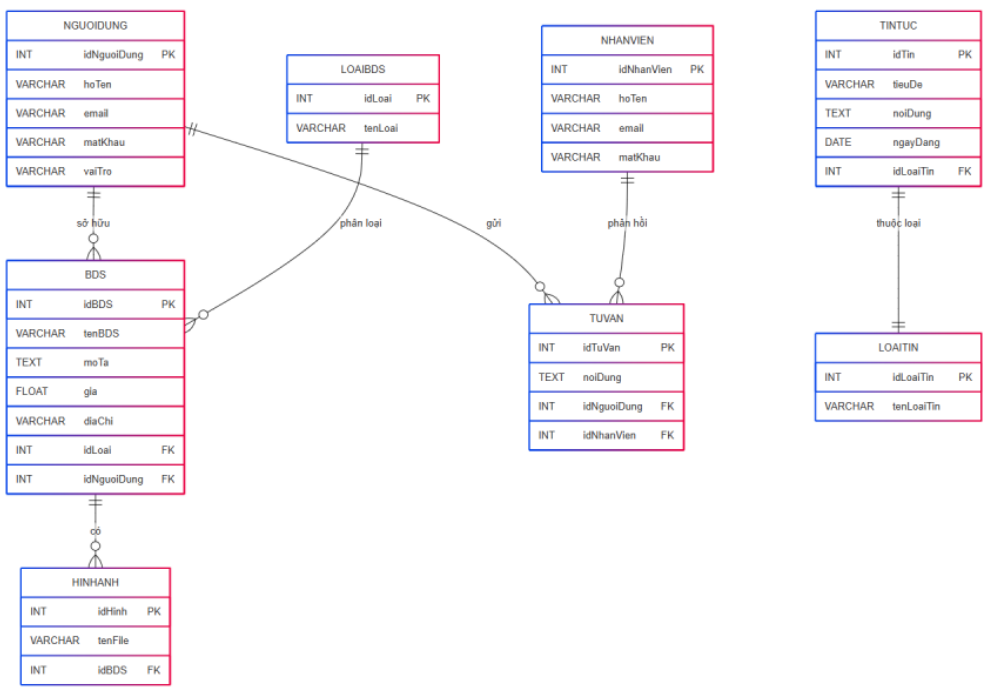 NGUOIDUNG
INT idNguoiDung PK
VARCHAR hoTen
VARCHAR email
VARCHAR matKhau
VARCHAR vaiTro
LOAIBDS
INT idLoai PK
VARCHAR tenLoai
NHANVIEN
INT idNhanVien PK
VARCHAR hoTen
VARCHAR email
VARCHAR matKhau
TINTUC
INT idTin PK
VARCHAR tieuDe
TEXT noiDung
DATE ngayDang
INT idLoaiTin FK
sở hữu
phân loại
gửi
phản hồi
thuộc loại
BDS
INT idBDS PK
VARCHAR tenBDS
TEXT moTa
FLOAT gia
VARCHAR diaChi
INT idLoai FK
INT idNguoiDung FK
TUVAN
INT idTuVan PK
TEXT noiDung
INT idNguoiDung FK
INT idNhanVien FK
LOAITIN
INT idLoaiTin PK
VARCHAR tenLoaiTin
có
HINHANH
INT idHinh PK
VARCHAR tenFile
INT idBDS FK